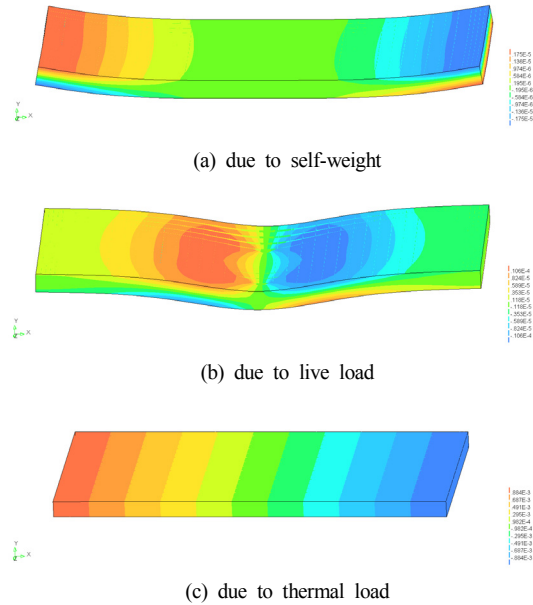 .175E-5
.136E-5
.974E-6
.584E-6
.195E-6
-.195E-6
-.584E-6
-.974E-6
-.136E-5
-.175E-5
Y
Z X
(a) due to self-weight
.106E-4
.824E-5
.589E-5
.353E-5
.118E-5
-.118E-5
-.353E-5
-.589E-5
-.824E-5
-.106E-4
Y
Z X
(b) due to live load
.884E-3
.687E-3
.491E-3
.295E-3
.982E-4
-.982E-4
-.295E-3
-.491E-3
-.687E-3
-.884E-3
Y
Z X
(c) due to thermal load